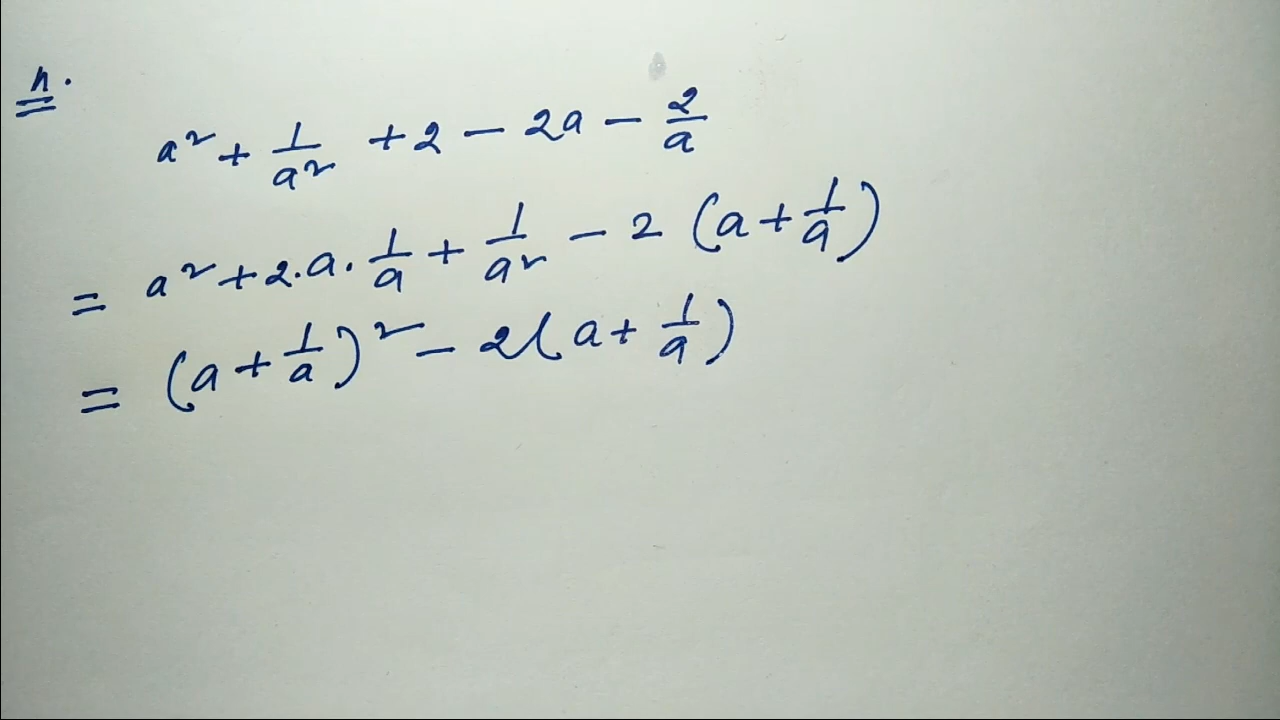 h.
a² + 1/a² + 2 - 2a - 2/a
= a² + 2.a. 1/a + 1/a² - 2 (a + 1/a)
= (a + 1/a)² - 2(a + 1/a)